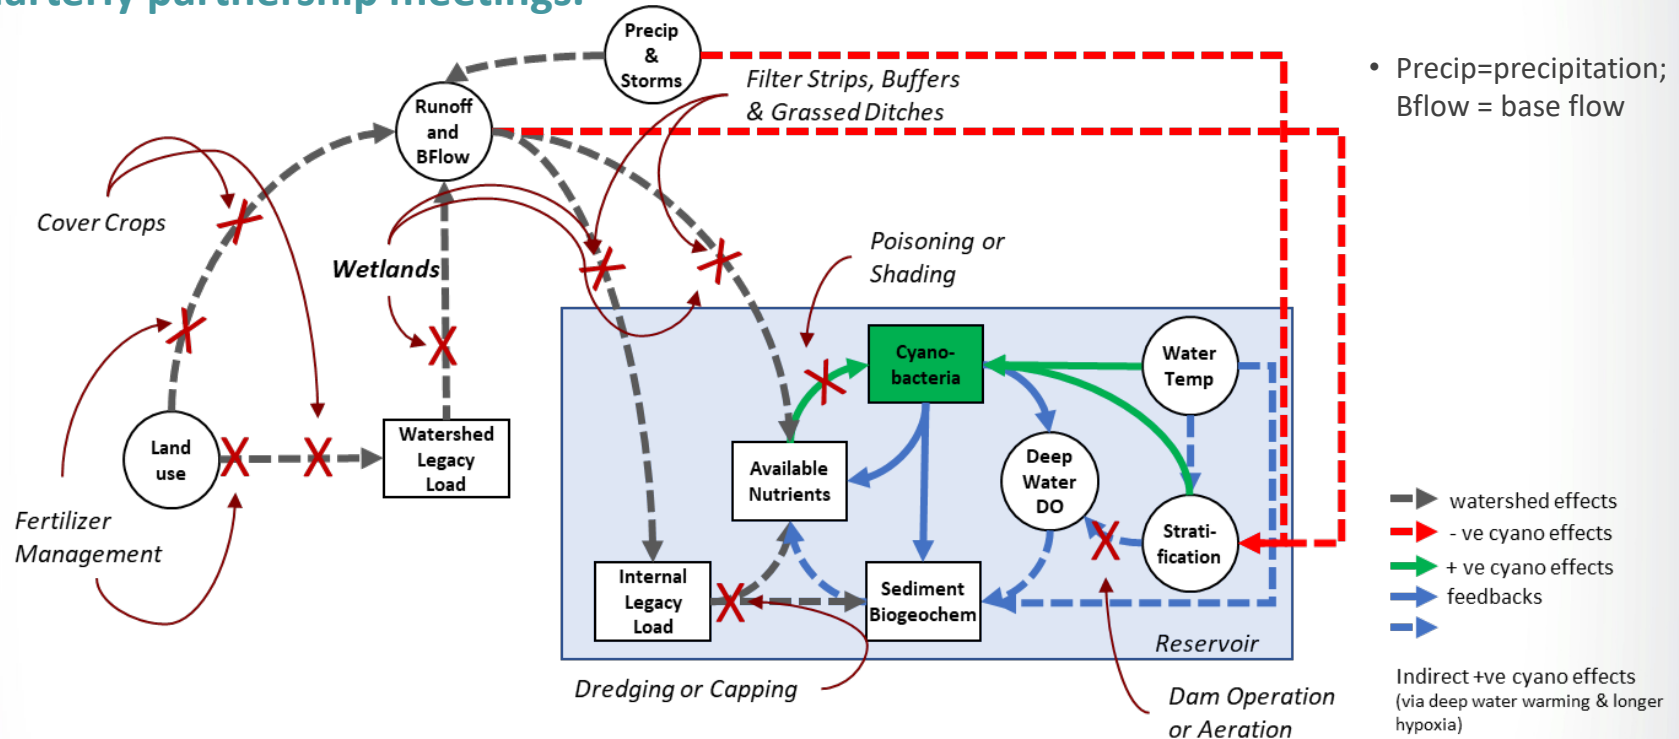 Precip
&
Storms
Runoff
and
BFlow
Filter Strips, Buffers
& Grassed Ditches
• Precip=precipitation;
Bflow = base flow
Cover Crops
Wetlands
Poisoning or
Shading
Cyano-
bacteria
Water
Temp
Land
use
Watershed
Legacy
Load
Available
Nutrients
Deep
Water
DO
Strati-
fication
Fertilizer
Management
Internal
Legacy
Load
Sediment
Biogeochem
Reservoir
Dredging or Capping
Dam Operation
or Aeration
watershed effects
- ve cyano effects
+ ve cyano effects
feedbacks
Indirect +ve cyano effects
(via deep water warming & longer
hypoxia)